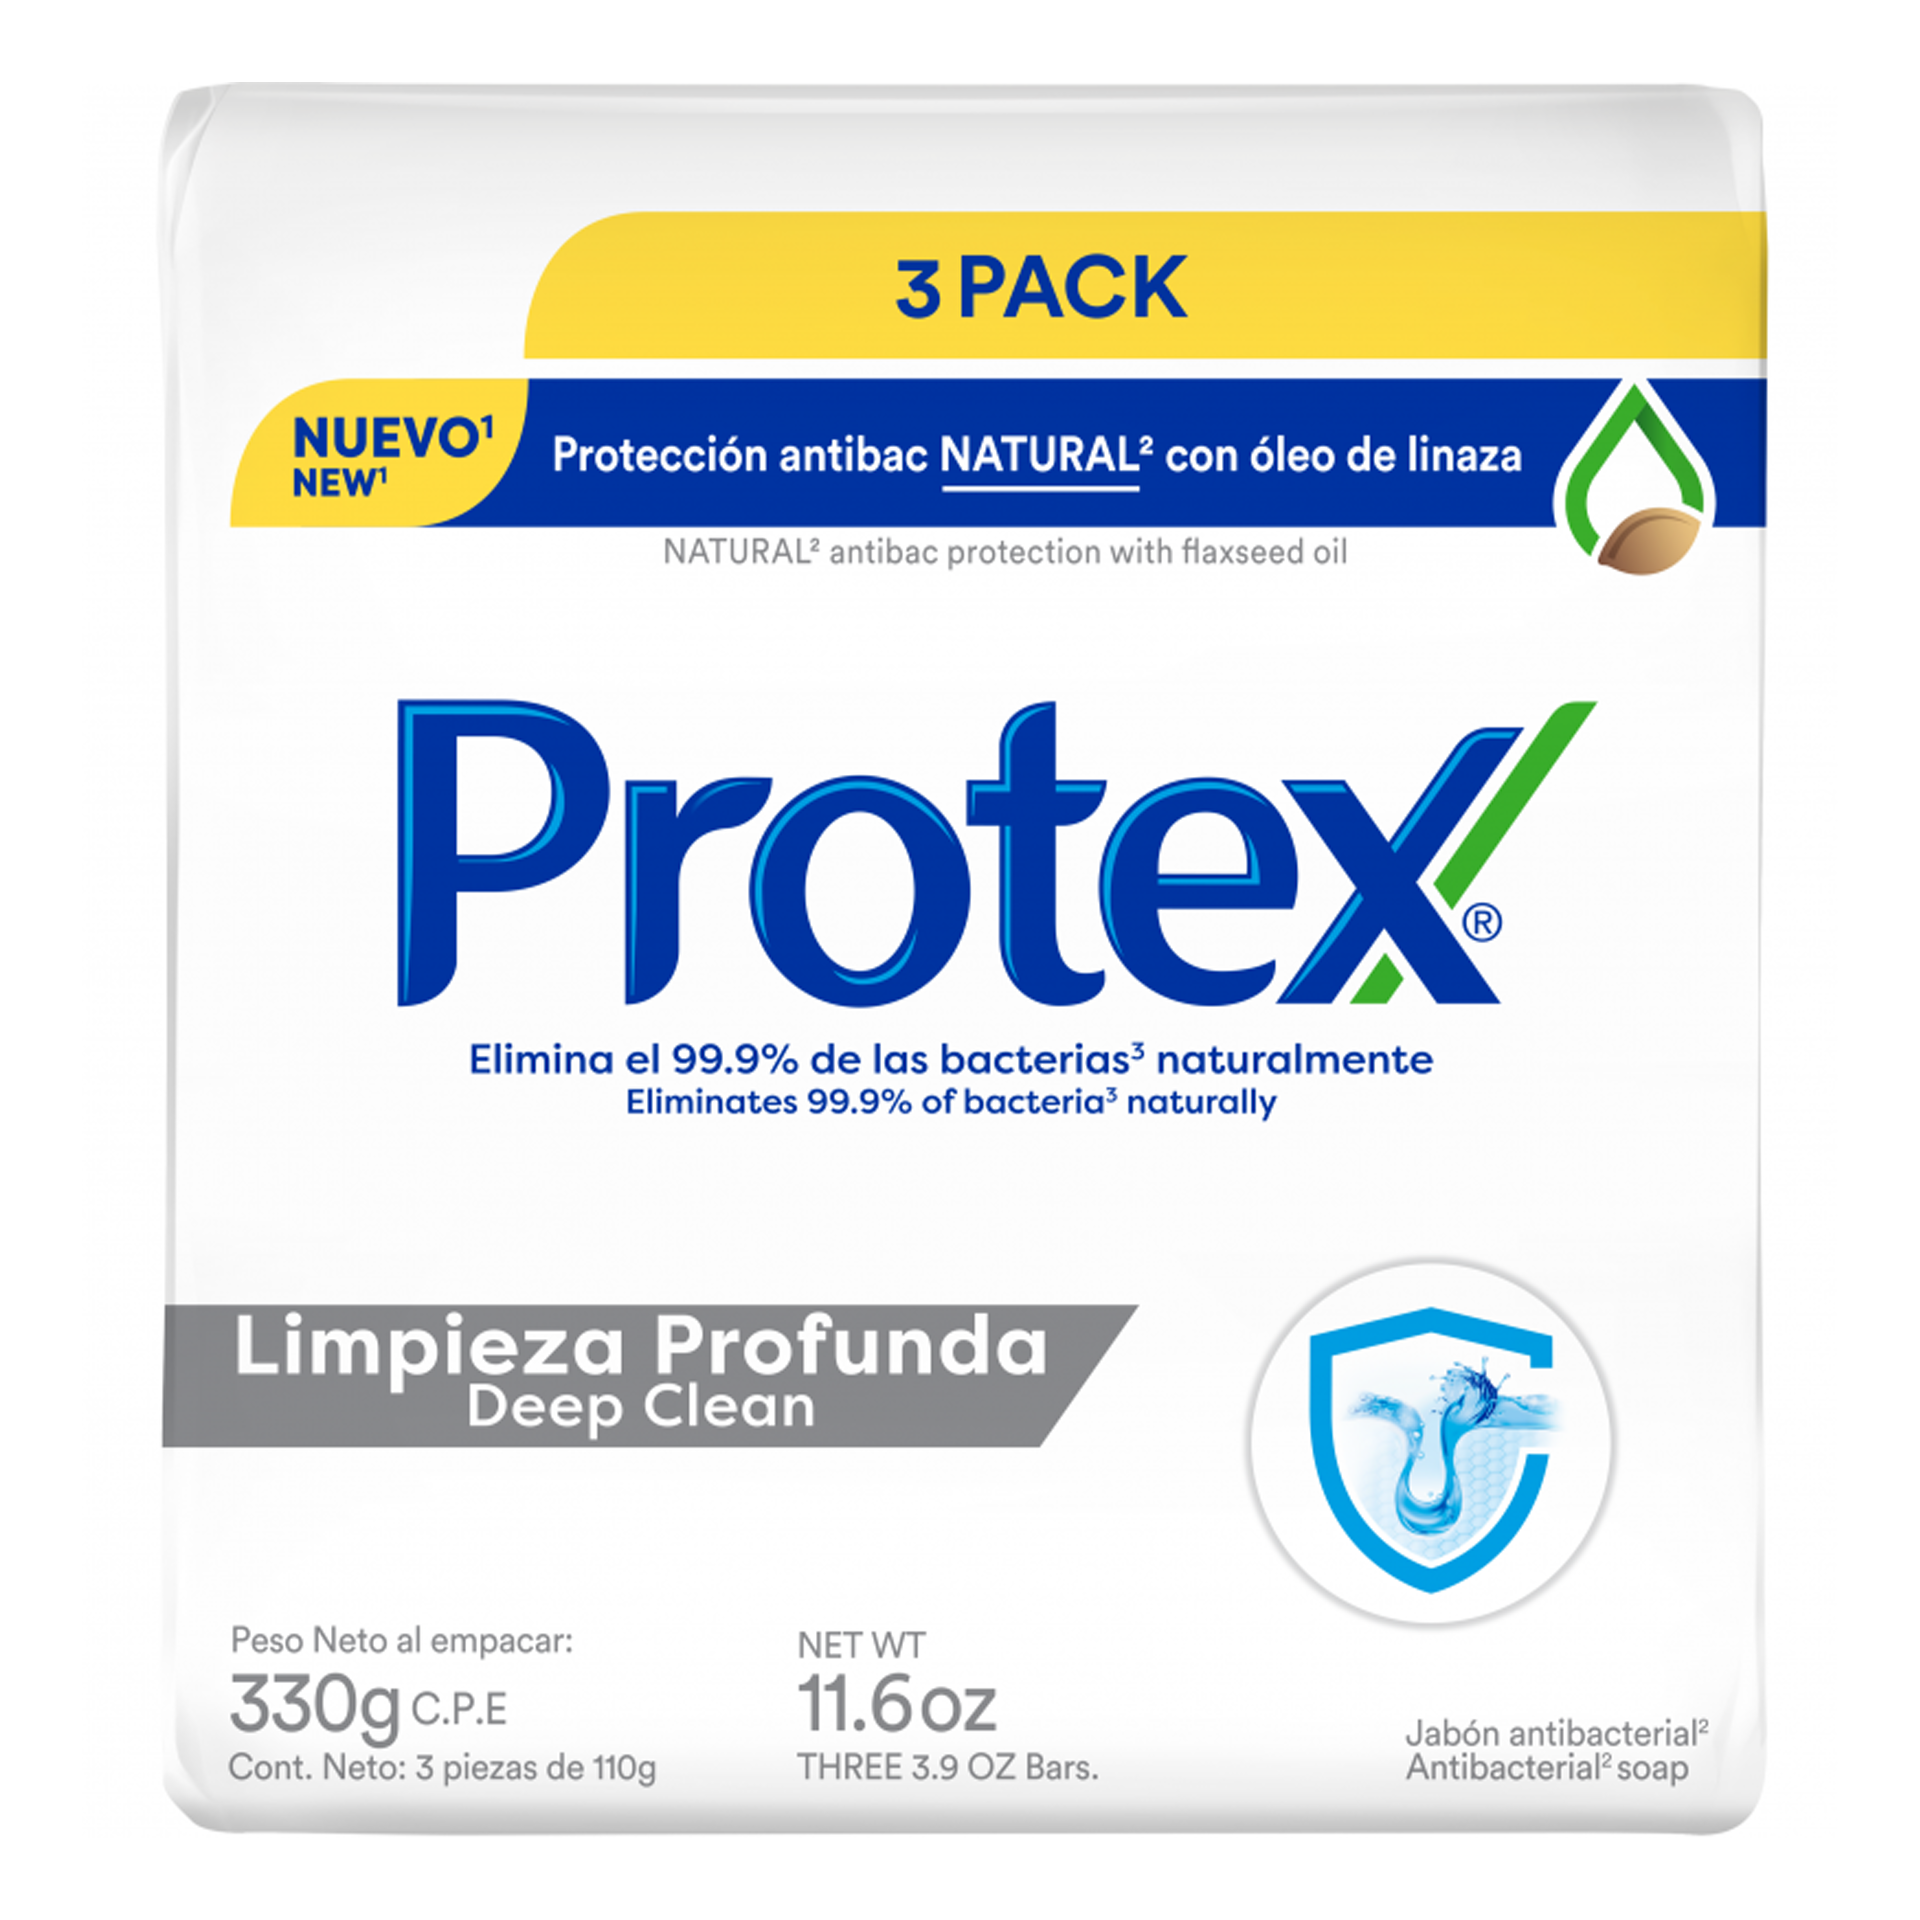 3 PACK
NUEVO¹
NEW¹
Protección antibac NATURAL² con óleo de linaza
NATURAL² antibac protection with flaxseed oil
Protex®
Elimina el 99.9% de las bacterias³ naturalmente
Eliminates 99.9% of bacteria³ naturally
Limpieza Profunda
Deep Clean
Peso Neto al empacar:
330g C.P.E
Cont. Neto: 3 piezas de 110g
NET WT
11.6 oz
THREE 3.9 OZ Bars.
Jabón antibacterial²
Antibacterial² soap